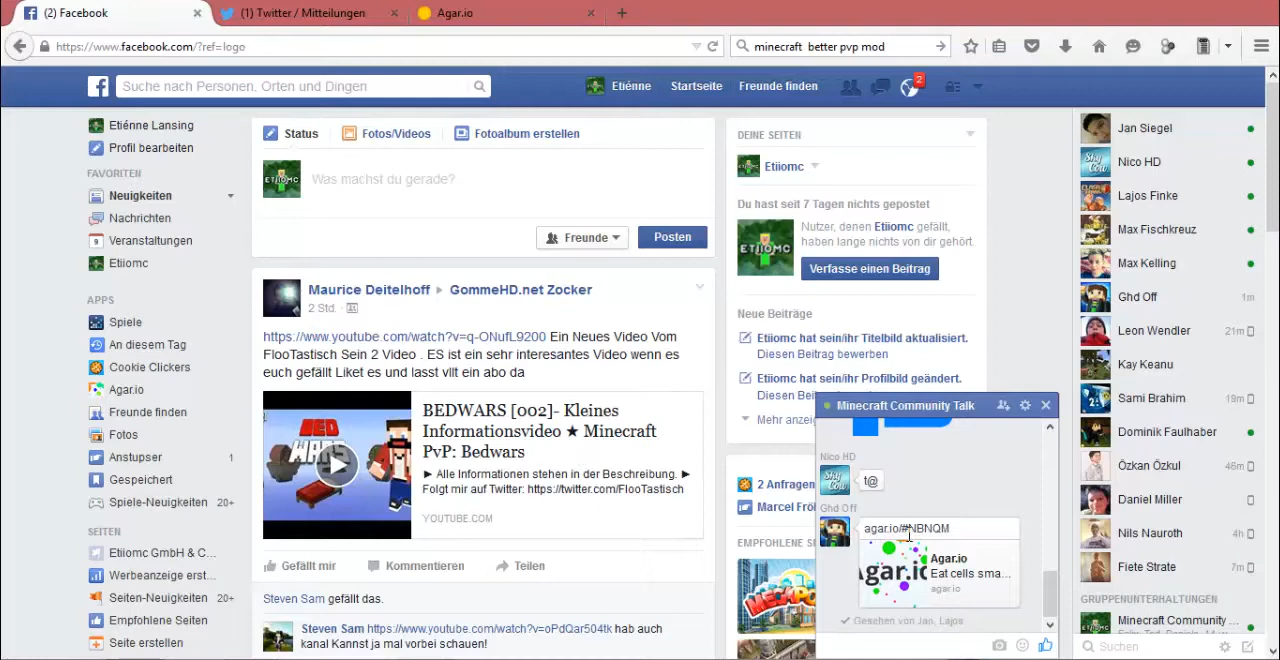 (2) Facebook
(1) Twitter / Mitteilungen
Agar.io
https://www.facebook.com/?ref=logo
minecraft better pvp mod
Suche nach Personen, Orten und Dingen
Etiénne
Startseite
Freunde finden
2
Etiénne Lansing
Profil bearbeiten
FAVORITEN
Neuigkeiten
Nachrichten
Veranstaltungen
Etiiomc
APPS
Spiele
An diesem Tag
Cookie Clickers
Agar.io
Freunde finden
Fotos
Anstupser 1
Gespeichert
Spiele-Neuigkeiten 20+
SEITEN
Etiiomc GmbH & C...
Werbeanzeige erst...
Seiten-Neuigkeiten 20+
Empfohlene Seiten
Seite erstellen
Status
Fotos/Videos
Fotoalbum erstellen
ETIIOMC
Was machst du gerade?
Freunde
Posten
Maurice Deitelhoff ▸ GommeHD.net Zocker
2 Std.
https://www.youtube.com/watch?v=q-ONufL9200 Ein Neues Video Vom
FlooTastisch Sein 2 Video . ES ist ein sehr interesantes Video wenn es
euch gefällt Liket es und lasst vllt ein abo da
BED
WARS
BEDWARS [002]- Kleines
Informationsvideo ★ Minecraft
PvP: Bedwars
► Alle Informationen stehen in der Beschreibung. ►
Folgt mir auf Twitter: https://twitter.com/FlooTastisch
YOUTUBE.COM
Gefällt mir
Kommentieren
Teilen
Steven Sam gefällt das.
Steven Sam https://www.youtube.com/watch?v=oPdQar504tk hab auch
kanal Kannst ja mal vorbei schauen!
DEINE SEITEN
Etiiomc
Du hast seit 7 Tagen nichts gepostet
ETIIOMC
Nutzer, denen Etiiomc gefällt,
haben lange nichts von dir gehört.
Verfasse einen Beitrag
Neue Beiträge
Etiiomc hat sein/ihr Titelbild aktualisiert.
Diesen Beitrag bewerben
Etiiomc hat sein/ihr Profilbild geändert.
Diesen Be
Mehr anzei
2 Anfragen
Marcel Frö
EMPFOHLENE S
Minecraft Community Talk
Nico HD
t@
Ghd Off
agar.io/#NBNQM
Agar.io
Agar.io
Eat cells sma...
agar.io
Gesehen von Jan, Lajos
Jan Siegel
Nico HD
Lajos Finke
Max Fischkreuz
Max Kelling
Ghd Off 1m
Leon Wendler 21m
Kay Keanu
Sami Brahim 19m
Dominik Faulhaber
Özkan Özkul 46m
Daniel Miller
Nils Nauroth 4h
Fiete Strate 7m
GRUPPENUNTERHALTUNGEN
Minecraft Community ...
Suchen